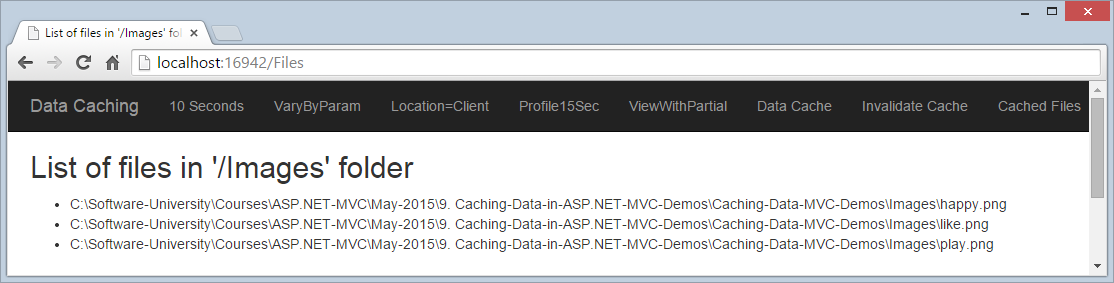 List of files in '/Images' fol
localhost:16942/Files
Data Caching 10 Seconds VaryByParam Location=Client Profile15Sec ViewWithPartial Data Cache Invalidate Cache Cached Files
List of files in '/Images' folder
• C:\Software-University\Courses\ASP.NET-MVC\May-2015\9. Caching-Data-in-ASP.NET-MVC-Demos\Caching-Data-MVC-Demos\Images\happy.png
• C:\Software-University\Courses\ASP.NET-MVC\May-2015\9. Caching-Data-in-ASP.NET-MVC-Demos\Caching-Data-MVC-Demos\Images\like.png
• C:\Software-University\Courses\ASP.NET-MVC\May-2015\9. Caching-Data-in-ASP.NET-MVC-Demos\Caching-Data-MVC-Demos\Images\play.png